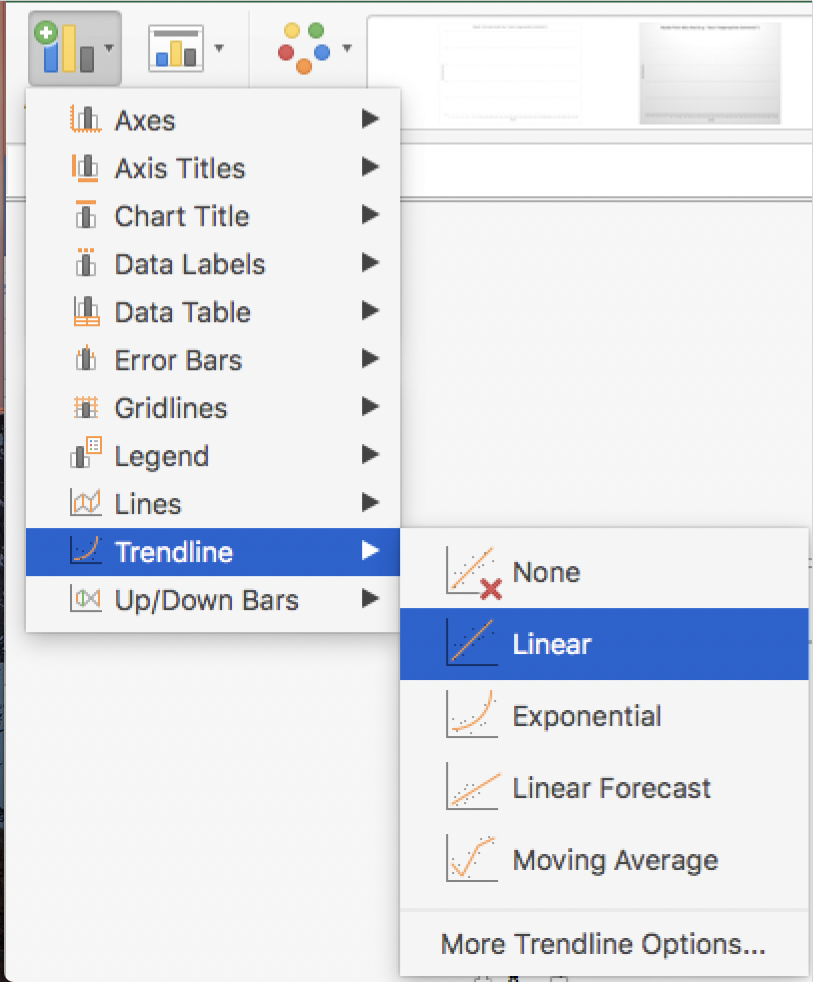 Axes
Axis Titles
Chart Title
Data Labels
Data Table
Error Bars
Gridlines
Legend
Lines
Trendline
Up/Down Bars
None
Linear
Exponential
Linear Forecast
Moving Average
More Trendline Options...